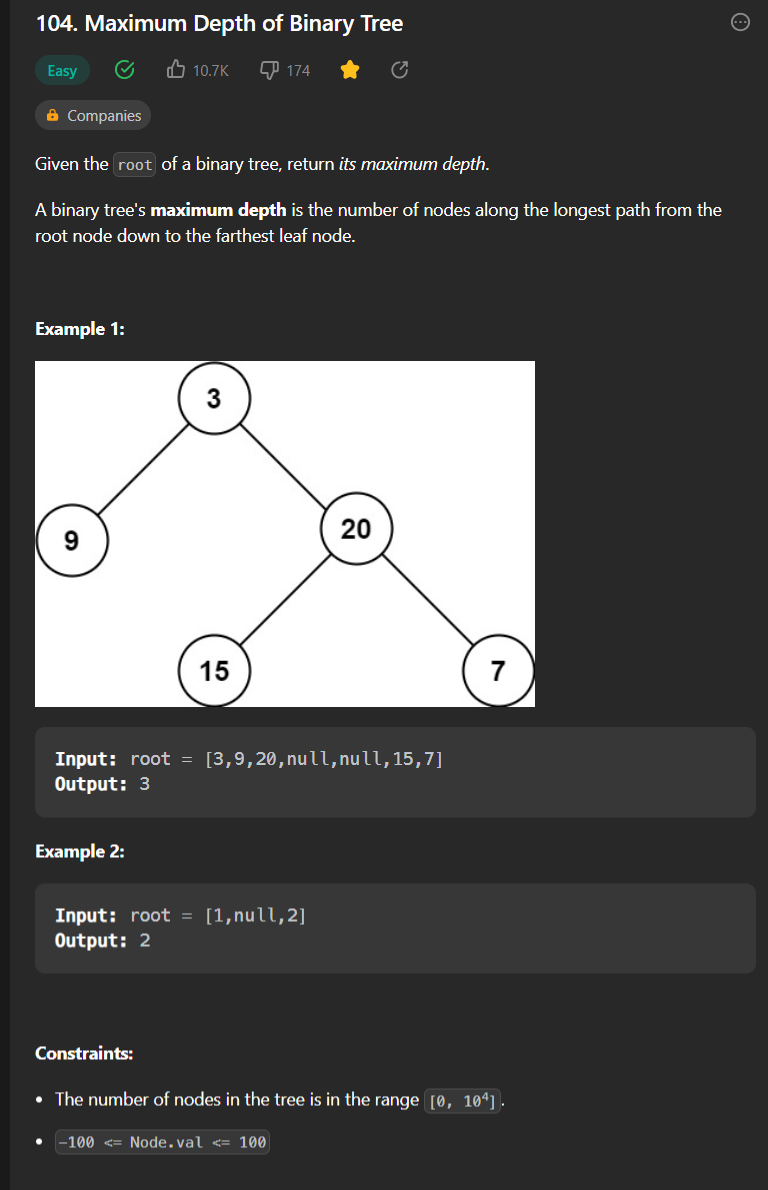 104. Maximum Depth of Binary Tree
Easy 10.7K 174
Companies
Given the root of a binary tree, return its maximum depth.
A binary tree's maximum depth is the number of nodes along the longest path from the
root node down to the farthest leaf node.
Example 1:
3
9 20
15 7
Input: root = [3,9,20,null,null,15,7]
Output: 3
Example 2:
Input: root = [1,null,2]
Output: 2
Constraints:
• The number of nodes in the tree is in the range [0, 10⁴].
• -100 <= Node.val <= 100